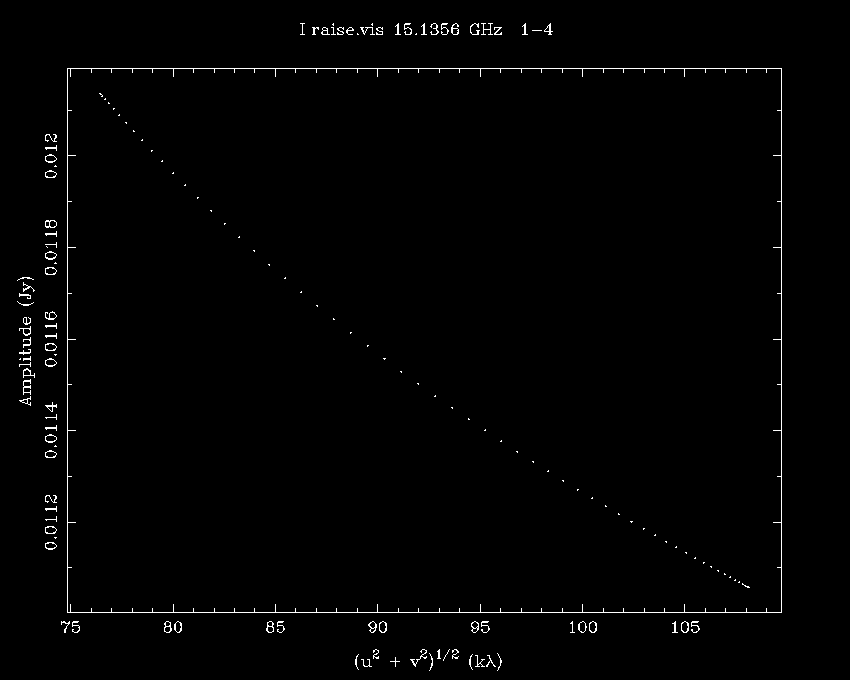 I raise.vis 15.1356 GHz 1-4
0.012
0.0118
0.0116
0.0114
0.0112
Amplitude (Jy)
75 80 85 90 95 100 105
(u² + v²)^1/2 (kλ)